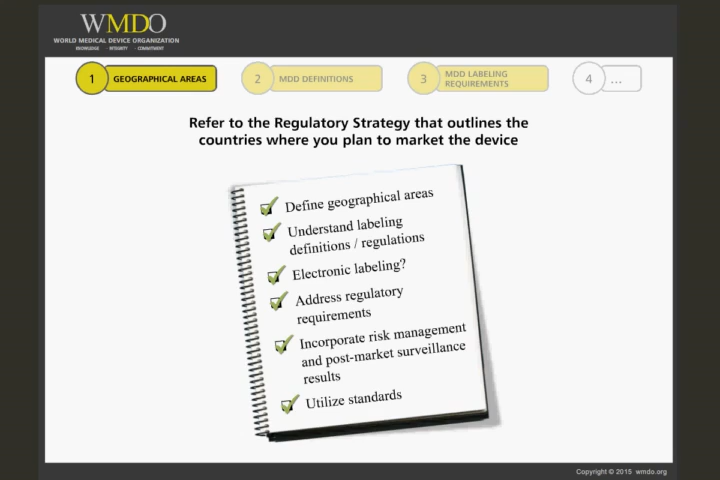 WMDO
WORLD MEDICAL DEVICE ORGANIZATION
KNOWLEDGE · INTEGRITY · COMMITMENT
1 GEOGRAPHICAL AREAS
2 MDD DEFINITIONS
3 MDD LABELING
REQUIREMENTS
4 ...
Refer to the Regulatory Strategy that outlines the
countries where you plan to market the device
Define geographical areas
Understand labeling
definitions / regulations
Electronic labeling?
Address regulatory
requirements
Incorporate risk management
and post-market surveillance
results
Utilize standards
Copyright © 2015 wmdo.org